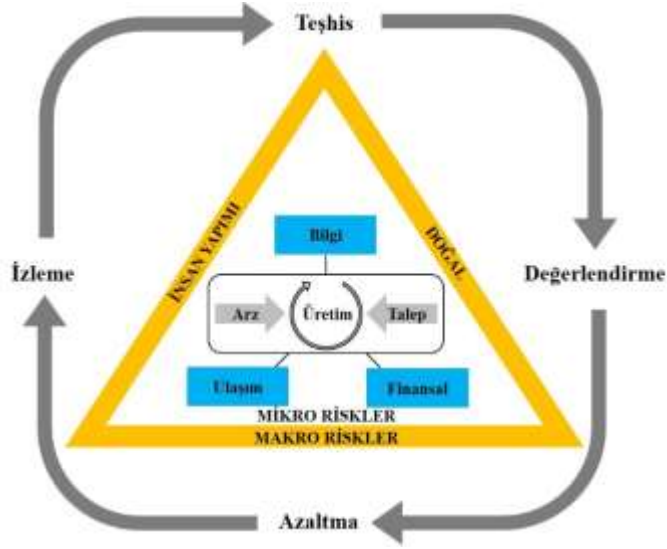 Teşhis
İNSAN YAPIMI
DOĞAL
Bilgi
İzleme
Değerlendirme
Arz
Üretim
Talep
Ulaşım
Finansal
MİKRO RİSKLER
MAKRO RİSKLER
Azaltma